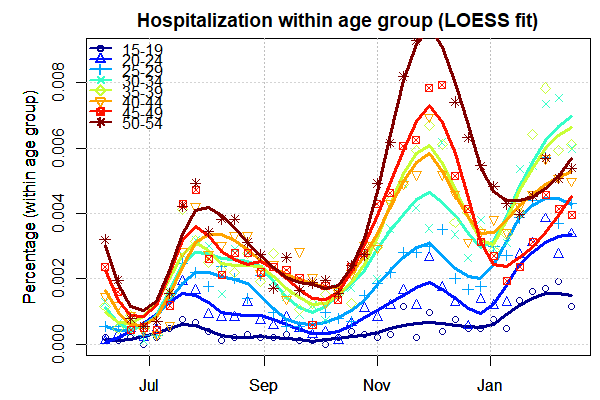 Hospitalization within age group (LOESS fit)
Percentage (within age group)
0.008
0.006
0.004
0.002
0.000
15-19
20-24
25-29
30-34
35-39
40-44
45-49
50-54
Jul
Sep
Nov
Jan